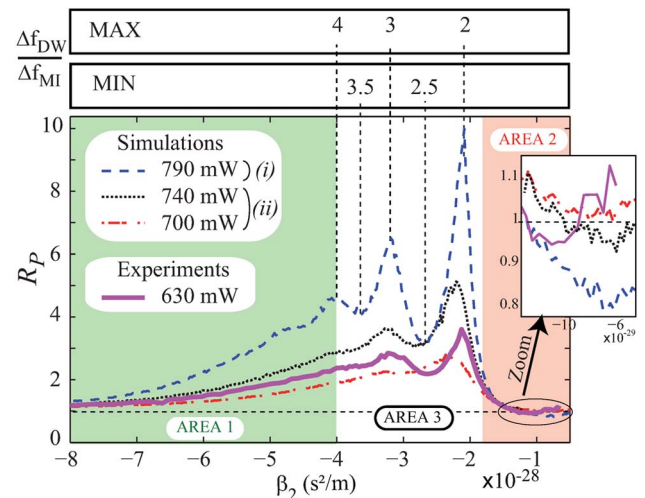 Δf_DW
Δf_MI
MAX 4 3 2
MIN 3.5 2.5
10
8
6
4
2
0
R_P
Simulations
790 mW (i)
740 mW (ii)
700 mW
Experiments
630 mW
AREA 1
AREA 3
AREA 2
1.1
1
0.9
0.8
-10 -6
x10^-29
Zoom
−8 −7 −6 −5 −4 −3 −2 −1
β₂ (s²/m)
x10^-28